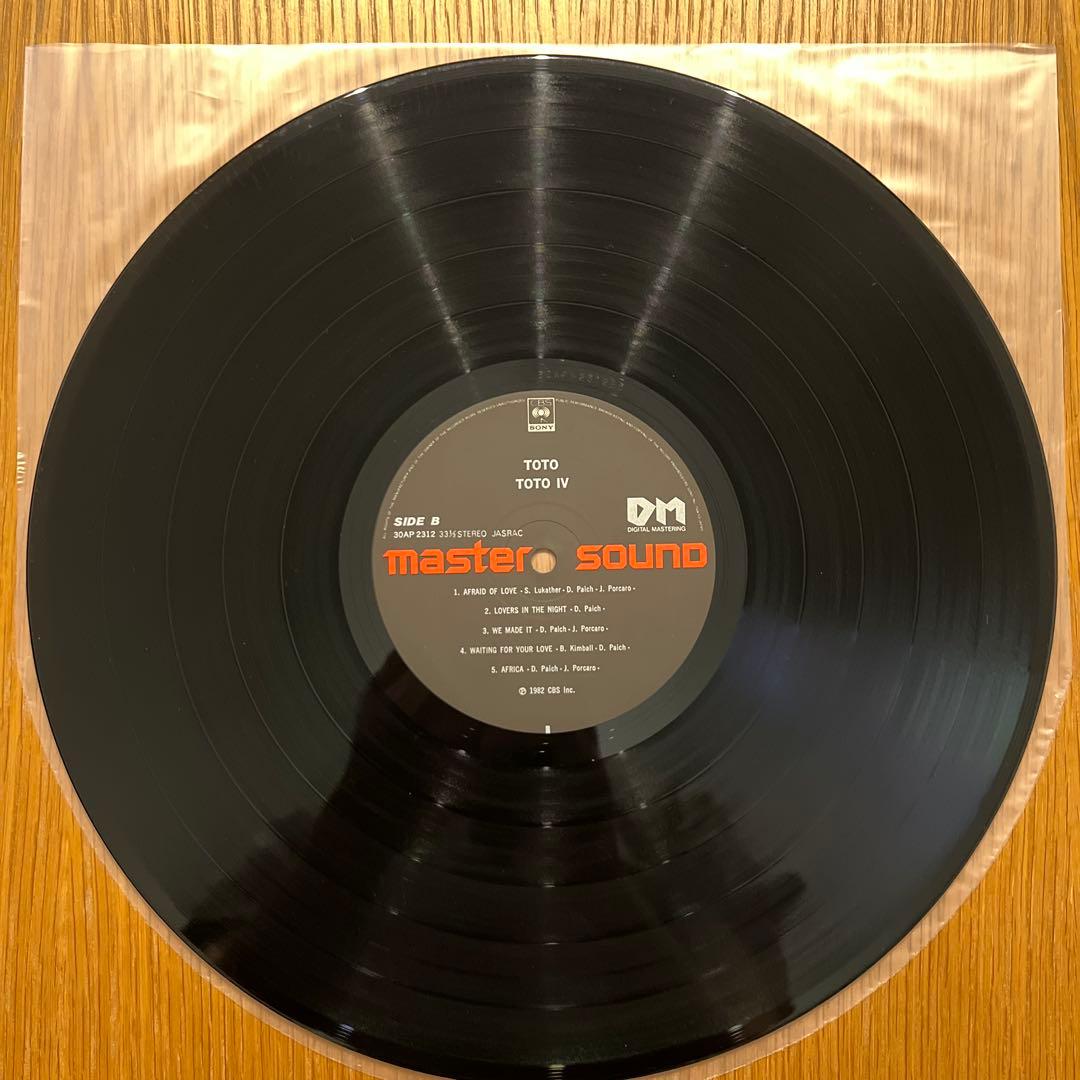 CBS
SONY
TOTO
TOTO IV
DM
DIGITAL MASTERING
SIDE B
30AP 2312 33⅓ STEREO JASRAC
master sound
1. AFRAID OF LOVE - S. Lukather - D. Paich - J. Porcaro -
2. LOVERS IN THE NIGHT - D. Paich -
3. WE MADE IT - D. Paich - J. Porcaro -
4. WAITING FOR YOUR LOVE - B. Kimball - D. Paich -
5. AFRICA - D. Paich - J. Porcaro -
℗ 1982 CBS Inc.